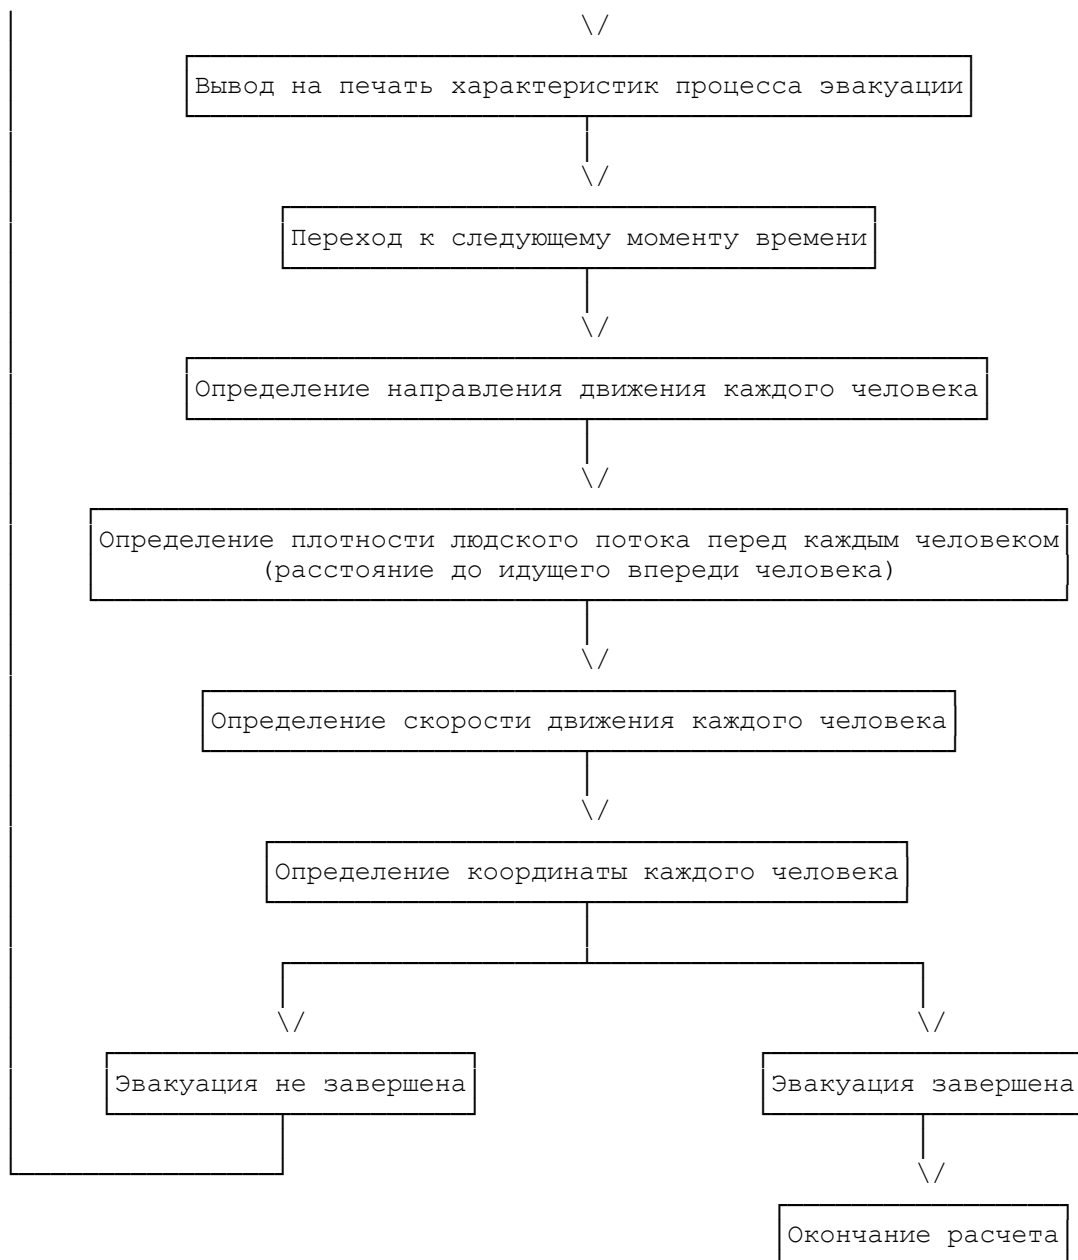 Вывод на печать характеристик процесса эвакуации
Переход к следующему моменту времени
Определение направления движения каждого человека
Определение плотности людского потока перед каждым человеком
(расстояние до идущего впереди человека)
Определение скорости движения каждого человека
Определение координаты каждого человека
Эвакуация не завершена
Эвакуация завершена
Окончание расчета